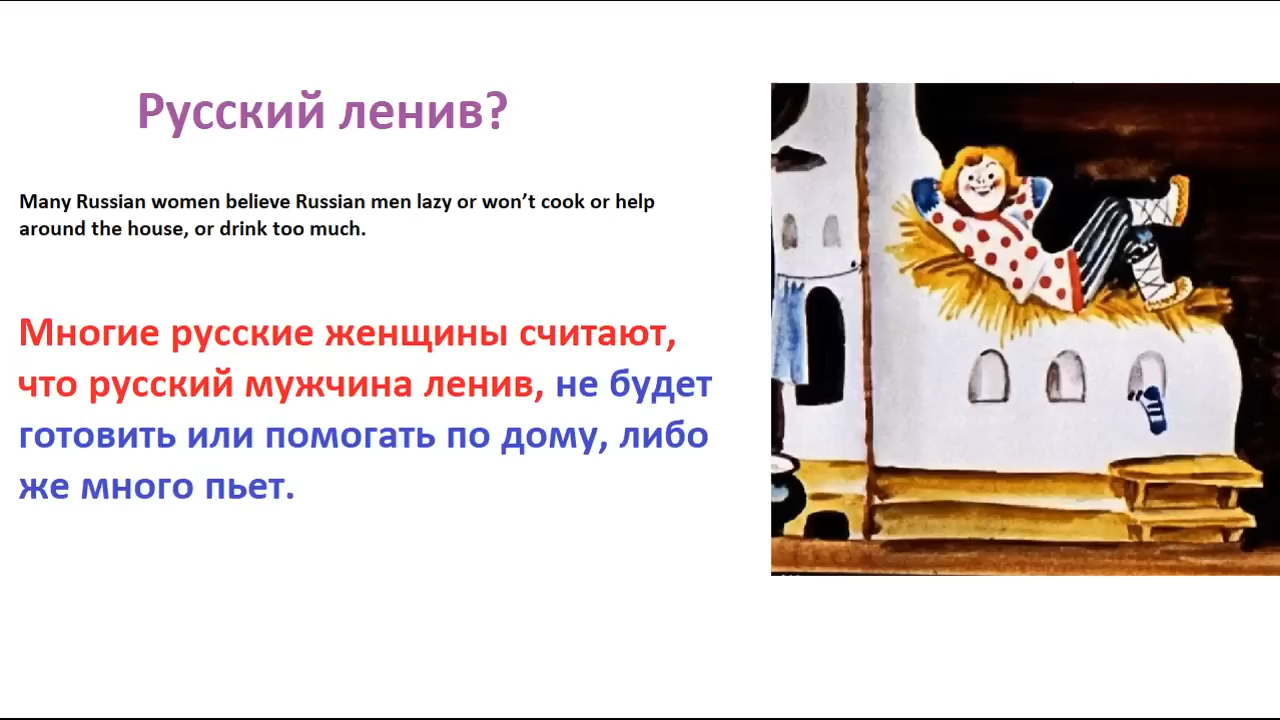 Русский ленив?
Many Russian women believe Russian men lazy or won’t cook or help
around the house, or drink too much.
Многие русские женщины считают,
что русский мужчина ленив, не будет
готовить или помогать по дому, либо
же много пьет.